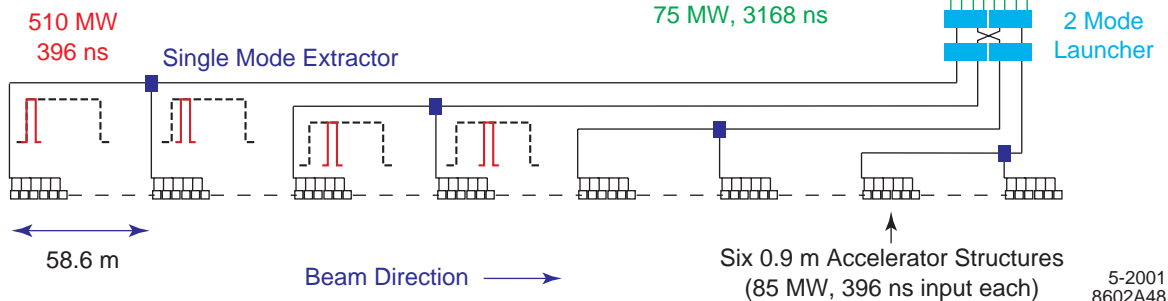 510 MW
396 ns
75 MW, 3168 ns
2 Mode
Launcher
Single Mode Extractor
58.6 m
Beam Direction
Six 0.9 m Accelerator Structures
(85 MW, 396 ns input each)
5-2001
8602A48